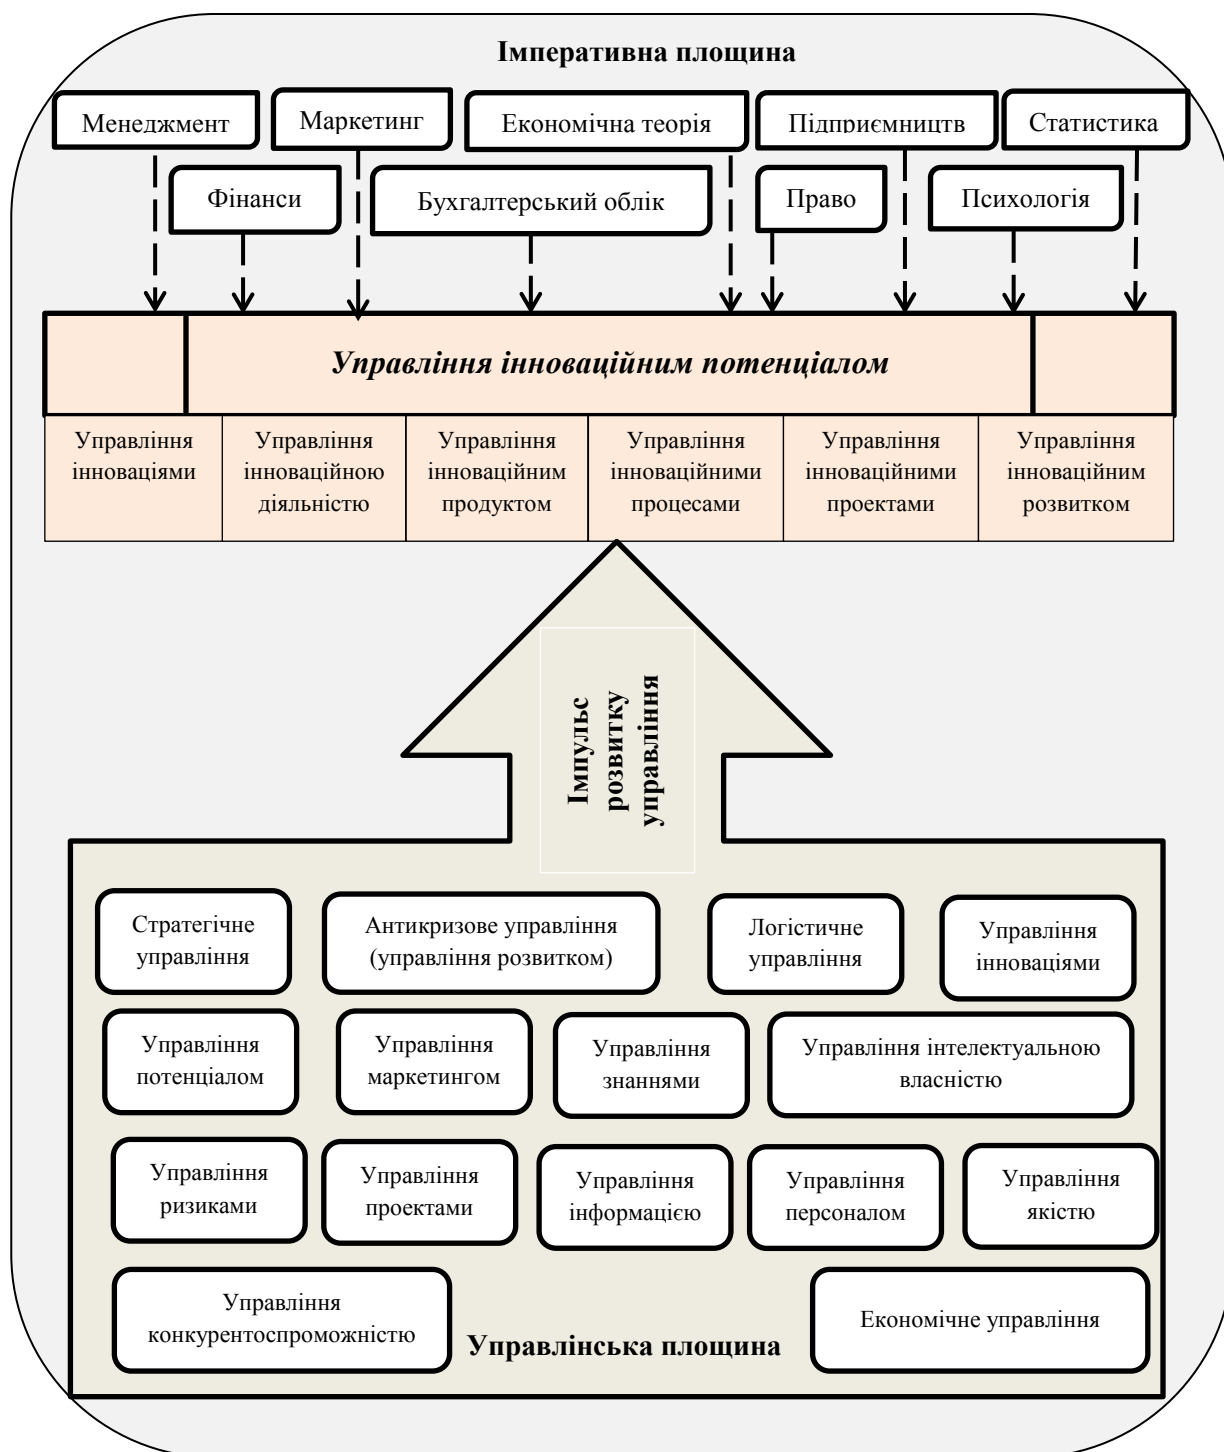 Імперативна площина
Менеджмент
Маркетинг
Економічна теорія
Підприємництв
Статистика
Фінанси
Бухгалтерський облік
Право
Психологія
Управління інноваційним потенціалом
Управління
інноваціями
Управління
інноваційною
діяльністю
Управління
інноваційним
продуктом
Управління
інноваційними
процесами
Управління
інноваційними
проектами
Управління
інноваційним
розвитком
Імпульс
розвитку
управління
Стратегічне
управління
Антикризове управління
(управління розвитком)
Логістичне
управління
Управління
інноваціями
Управління
потенціалом
Управління
маркетингом
Управління
знаннями
Управління інтелектуальною
власністю
Управління
ризиками
Управління
проектами
Управління
інформацією
Управління
персоналом
Управління
якістю
Управління
конкурентоспроможністю
Економічне управління
Управлінська площина